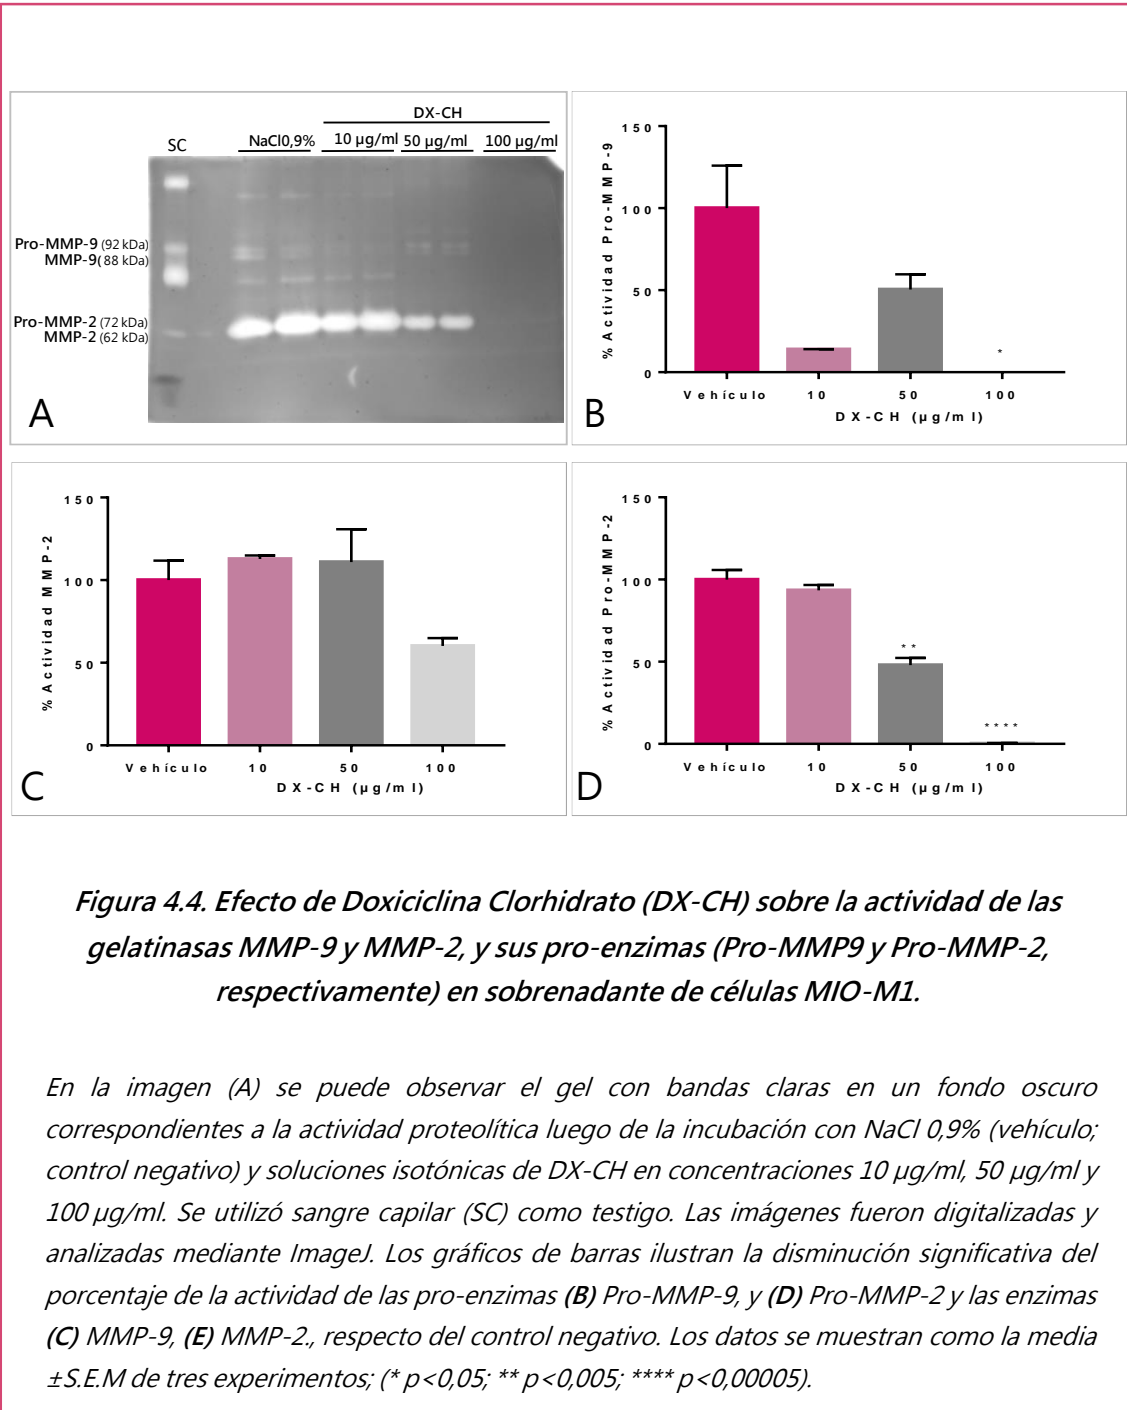 DX-CH
SC NaCl0,9% 10 µg/ml 50 µg/ml 100 µg/ml
Pro-MMP-9 (92 kDa)
MMP-9( 88 kDa)
Pro-MMP-2 (72 kDa)
MMP-2 (62 kDa)
A
% Actividad Pro-MMP-9
150
100
50
0
*
Vehículo 10 50 100
DX-CH (µg/ml)
B
% Actividad MMP-2
150
100
50
0
Vehículo 10 50 100
DX-CH (µg/ml)
C
% Actividad Pro-MMP-2
150
100
50
0
**
****
Vehículo 10 50 100
DX-CH (µg/ml)
D
Figura 4.4. Efecto de Doxiciclina Clorhidrato (DX-CH) sobre la actividad de las
gelatinasas MMP-9 y MMP-2, y sus pro-enzimas (Pro-MMP9 y Pro-MMP-2,
respectivamente) en sobrenadante de células MIO-M1.
En la imagen (A) se puede observar el gel con bandas claras en un fondo oscuro
correspondientes a la actividad proteolítica luego de la incubación con NaCl 0,9% (vehículo;
control negativo) y soluciones isotónicas de DX-CH en concentraciones 10 µg/ml, 50 µg/ml y
100 µg/ml. Se utilizó sangre capilar (SC) como testigo. Las imágenes fueron digitalizadas y
analizadas mediante ImageJ. Los gráficos de barras ilustran la disminución significativa del
porcentaje de la actividad de las pro-enzimas (B) Pro-MMP-9, y (D) Pro-MMP-2 y las enzimas
(C) MMP-9, (E) MMP-2., respecto del control negativo. Los datos se muestran como la media
±S.E.M de tres experimentos; (* p<0,05; ** p<0,005; **** p<0,00005).